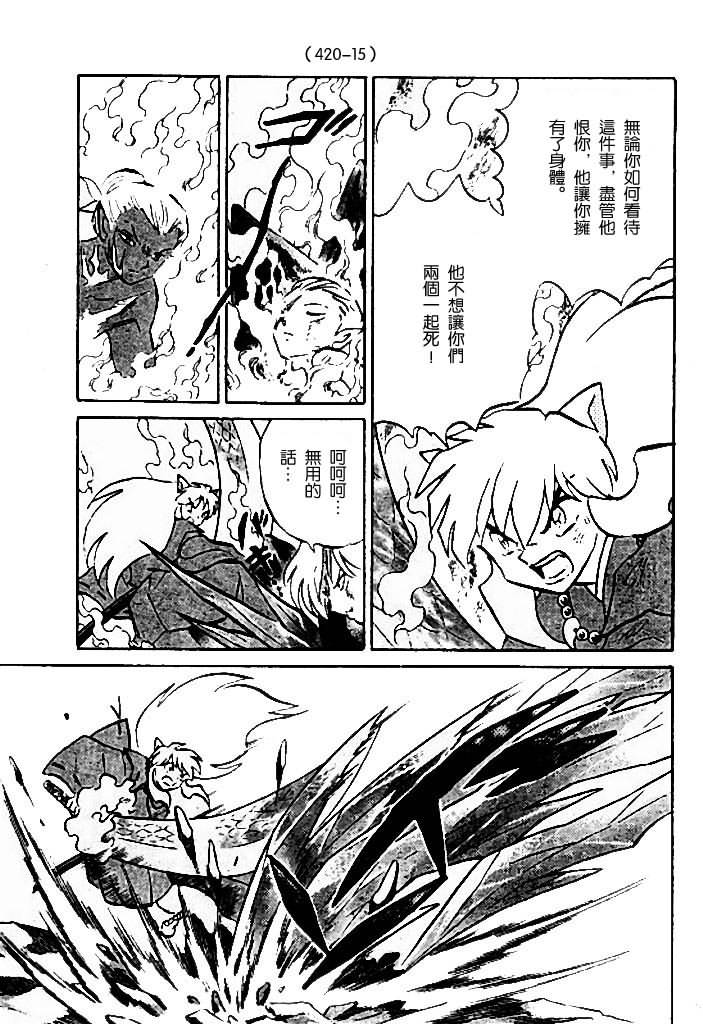 （420-15）
無論你如何看待
這件事，盡管他
恨你，他讓你擁
有了身體。
他不想讓你們
兩個一起死！
ゴ
呵呵呵…
無用的
話…